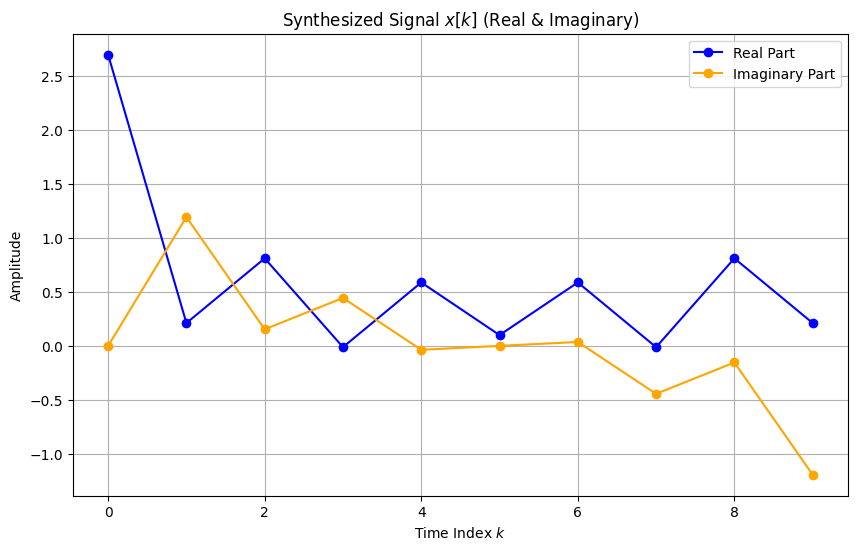 Synthesized Signal x[k] (Real & Imaginary)
Real Part
Imaginary Part
Amplitude
2.5
2.0
1.5
1.0
0.5
0.0
−0.5
−1.0
0 2 4 6 8
Time Index k